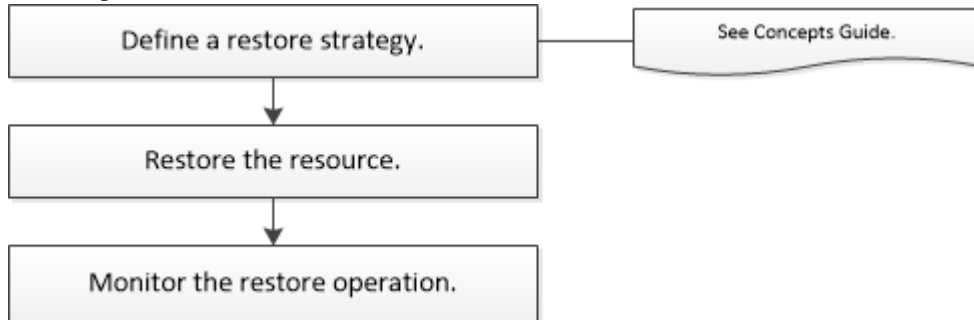 Define a restore strategy.
See Concepts Guide.
Restore the resource.
Monitor the restore operation.